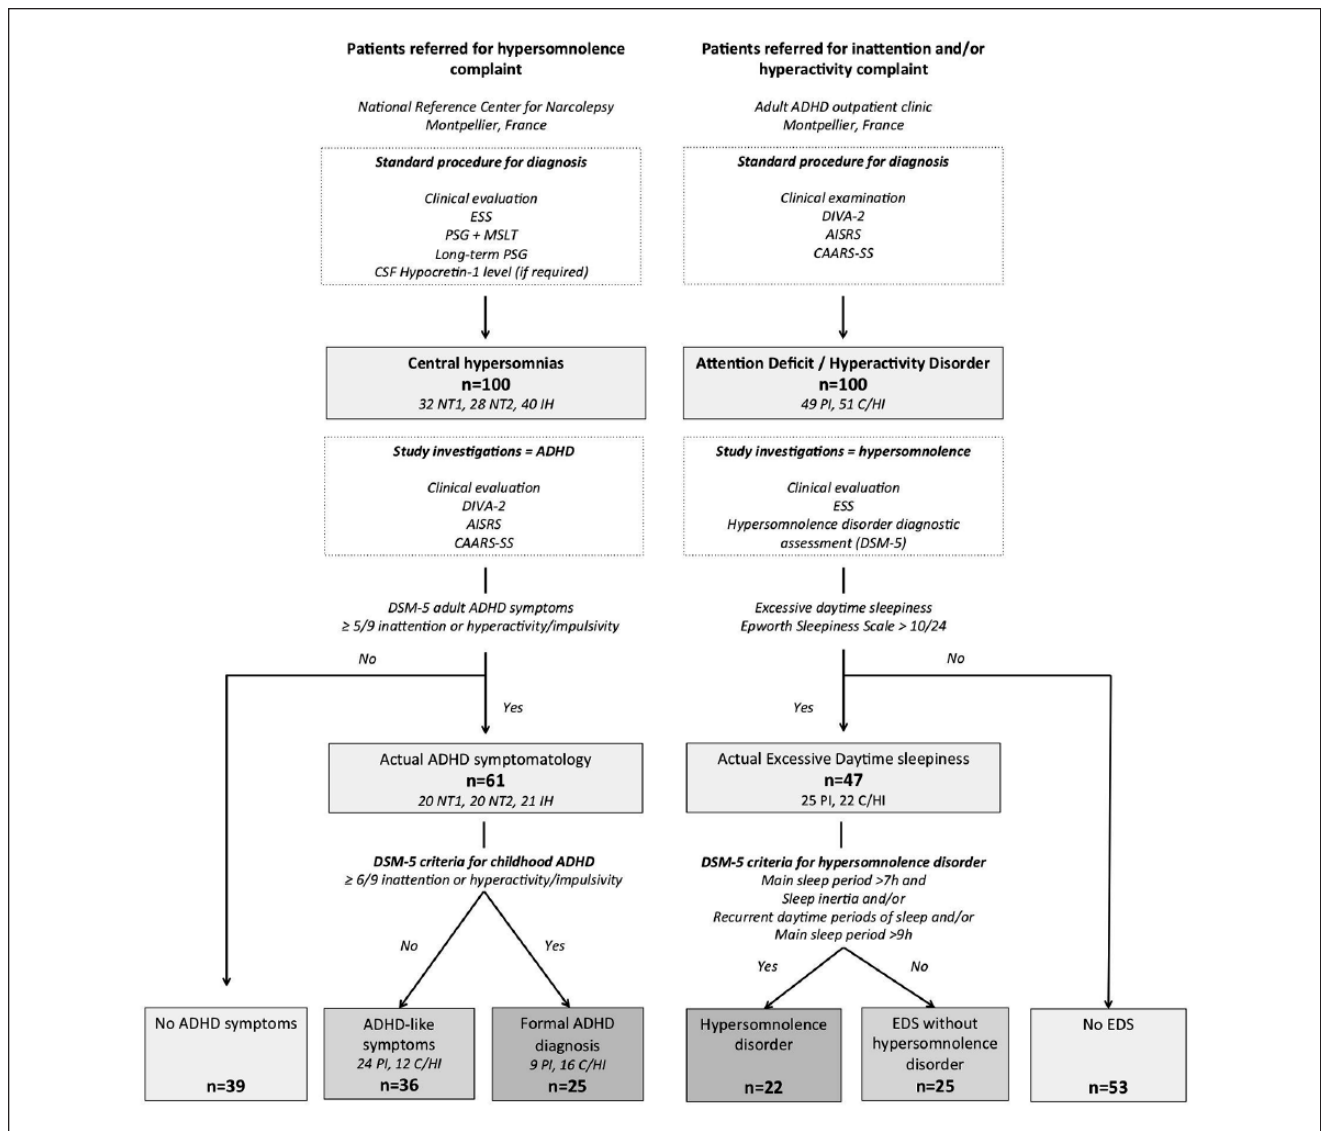 Patients referred for hypersomnolence
complaint
National Reference Center for Narcolepsy
Montpellier, France
Standard procedure for diagnosis
Clinical evaluation
ESS
PSG + MSLT
Long-term PSG
CSF Hypocretin-1 level (if required)
Central hypersomnias
n=100
32 NT1, 28 NT2, 40 IH
Study investigations = ADHD
Clinical evaluation
DIVA-2
AISRS
CAARS-SS
DSM-5 adult ADHD symptoms
≥ 5/9 inattention or hyperactivity/impulsivity
No
Yes
Actual ADHD symptomatology
n=61
20 NT1, 20 NT2, 21 IH
DSM-5 criteria for childhood ADHD
≥ 6/9 inattention or hyperactivity/impulsivity
No
Yes
No ADHD symptoms
n=39
ADHD-like
symptoms
24 PI, 12 C/HI
n=36
Formal ADHD
diagnosis
9 PI, 16 C/HI
n=25
Patients referred for inattention and/or
hyperactivity complaint
Adult ADHD outpatient clinic
Montpellier, France
Standard procedure for diagnosis
Clinical examination
DIVA-2
AISRS
CAARS-SS
Attention Deficit / Hyperactivity Disorder
n=100
49 PI, 51 C/HI
Study investigations = hypersomnolence
Clinical evaluation
ESS
Hypersomnolence disorder diagnostic
assessment (DSM-5)
Excessive daytime sleepiness
Epworth Sleepiness Scale > 10/24
No
Yes
Actual Excessive Daytime sleepiness
n=47
25 PI, 22 C/HI
DSM-5 criteria for hypersomnolence disorder
Main sleep period >7h and
Sleep inertia and/or
Recurrent daytime periods of sleep and/or
Main sleep period >9h
Yes
No
Hypersomnolence
disorder
n=22
EDS without
hypersomnolence
disorder
n=25
No EDS
n=53